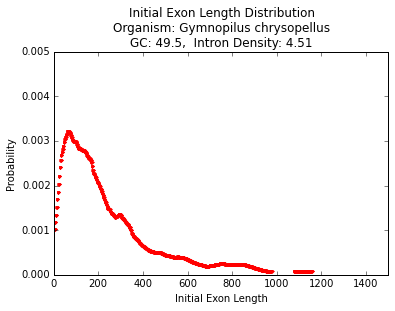 Initial Exon Length Distribution
Organism: Gymnopilus chrysopellus
GC: 49.5,  Intron Density: 4.51
0.005
0.004
0.003
0.002
0.001
0.000
Probability
0 200 400 600 800 1000 1200 1400
Initial Exon Length